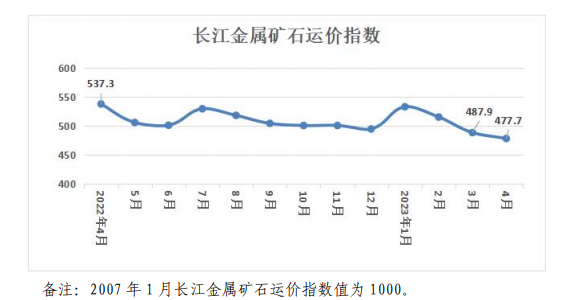 长江金属矿石运价指数
600
550
500
450
400
537.3
487.9
477.7
2022年4月
5月
6月
7月
8月
9月
10月
11月
12月
2023年1月
2月
3月
4月
备注：2007年1月长江金属矿石运价指数值为1000。